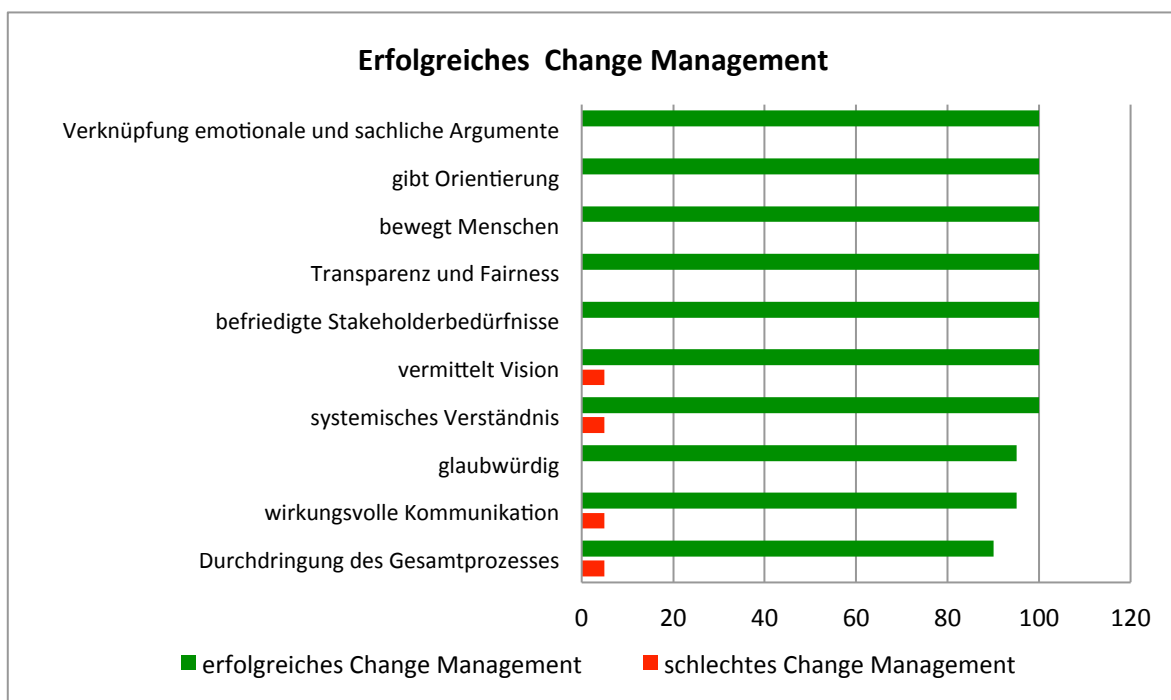 Erfolgreiches Change Management
Verknüpfung emotionale und sachliche Argumente
gibt Orientierung
bewegt Menschen
Transparenz und Fairness
befriedigte Stakeholderbedürfnisse
vermittelt Vision
systemisches Verständnis
glaubwürdig
wirkungsvolle Kommunikation
Durchdringung des Gesamtprozesses
0 20 40 60 80 100 120
erfolgreiches Change Management schlechtes Change Management